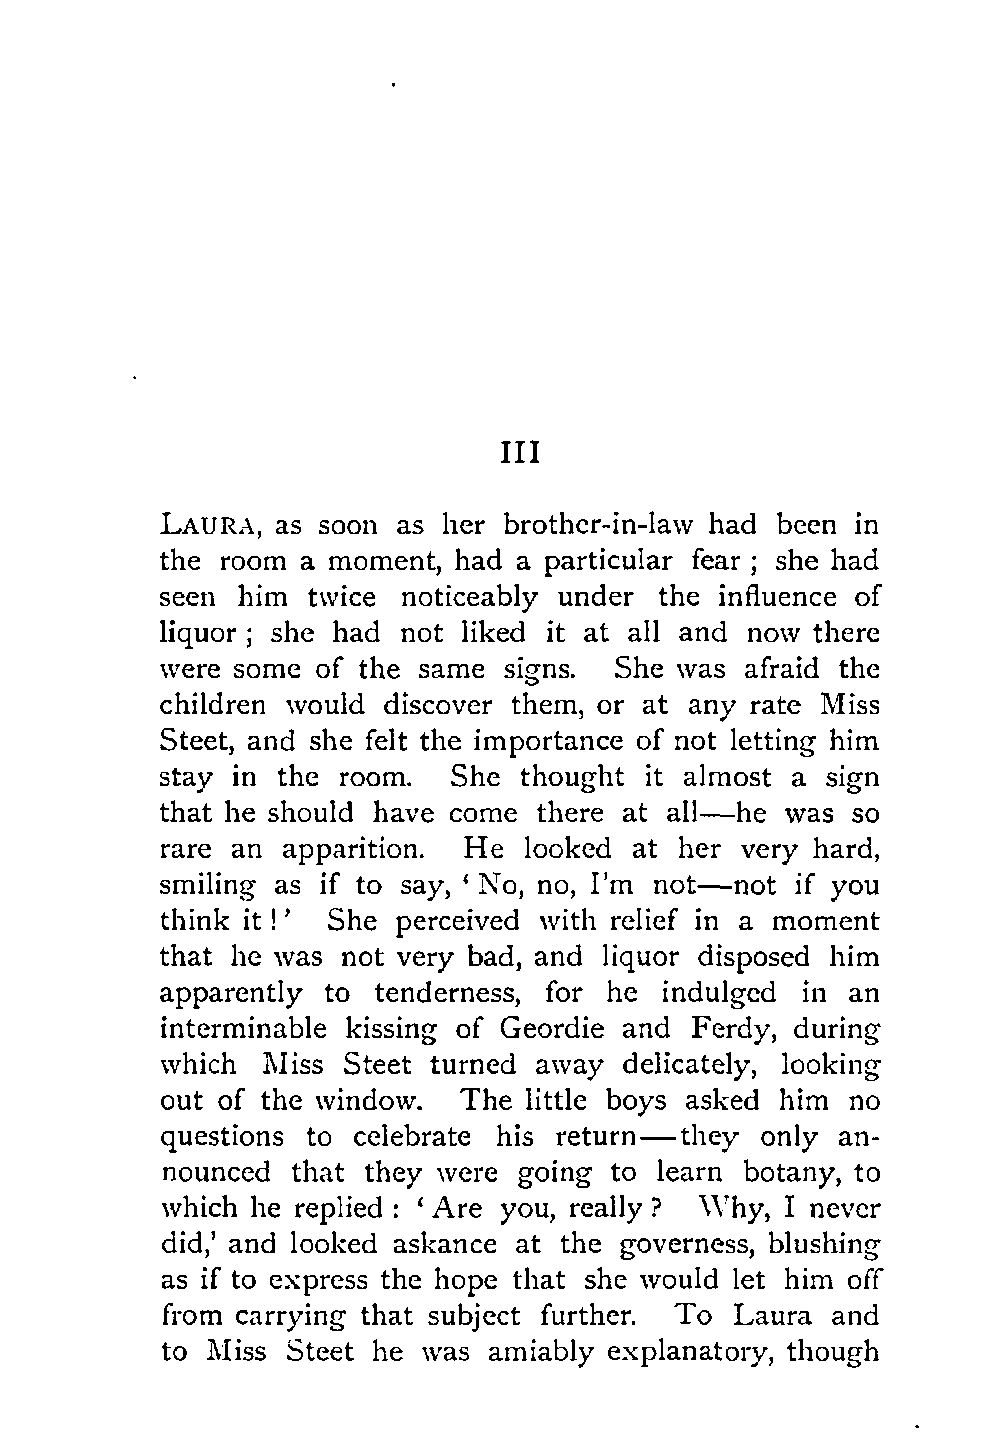 III
LAURA, as soon as her brother-in-law had been in
the room a moment, had a particular fear ; she had
seen him twice noticeably under the influence of
liquor ; she had not liked it at all and now there
were some of the same signs. She was afraid the
children would discover them, or at any rate Miss
Steet, and she felt the importance of not letting him
stay in the room. She thought it almost a sign
that he should have come there at all—he was so
rare an apparition. He looked at her very hard,
smiling as if to say, ‘ No, no, I’m not—not if you
think it ! ’ She perceived with relief in a moment
that he was not very bad, and liquor disposed him
apparently to tenderness, for he indulged in an
interminable kissing of Geordie and Ferdy, during
which Miss Steet turned away delicately, looking
out of the window. The little boys asked him no
questions to celebrate his return—they only an-
nounced that they were going to learn botany, to
which he replied : ‘ Are you, really ? Why, I never
did,’ and looked askance at the governess, blushing
as if to express the hope that she would let him off
from carrying that subject further. To Laura and
to Miss Steet he was amiably explanatory, though